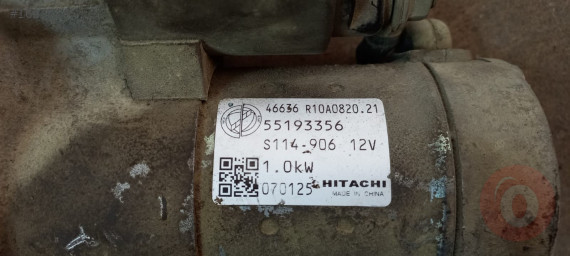 46636 R10A0820.21
55193356
S114-906 12V
1.0kW
070125 HITACHI
MADE IN CHINA